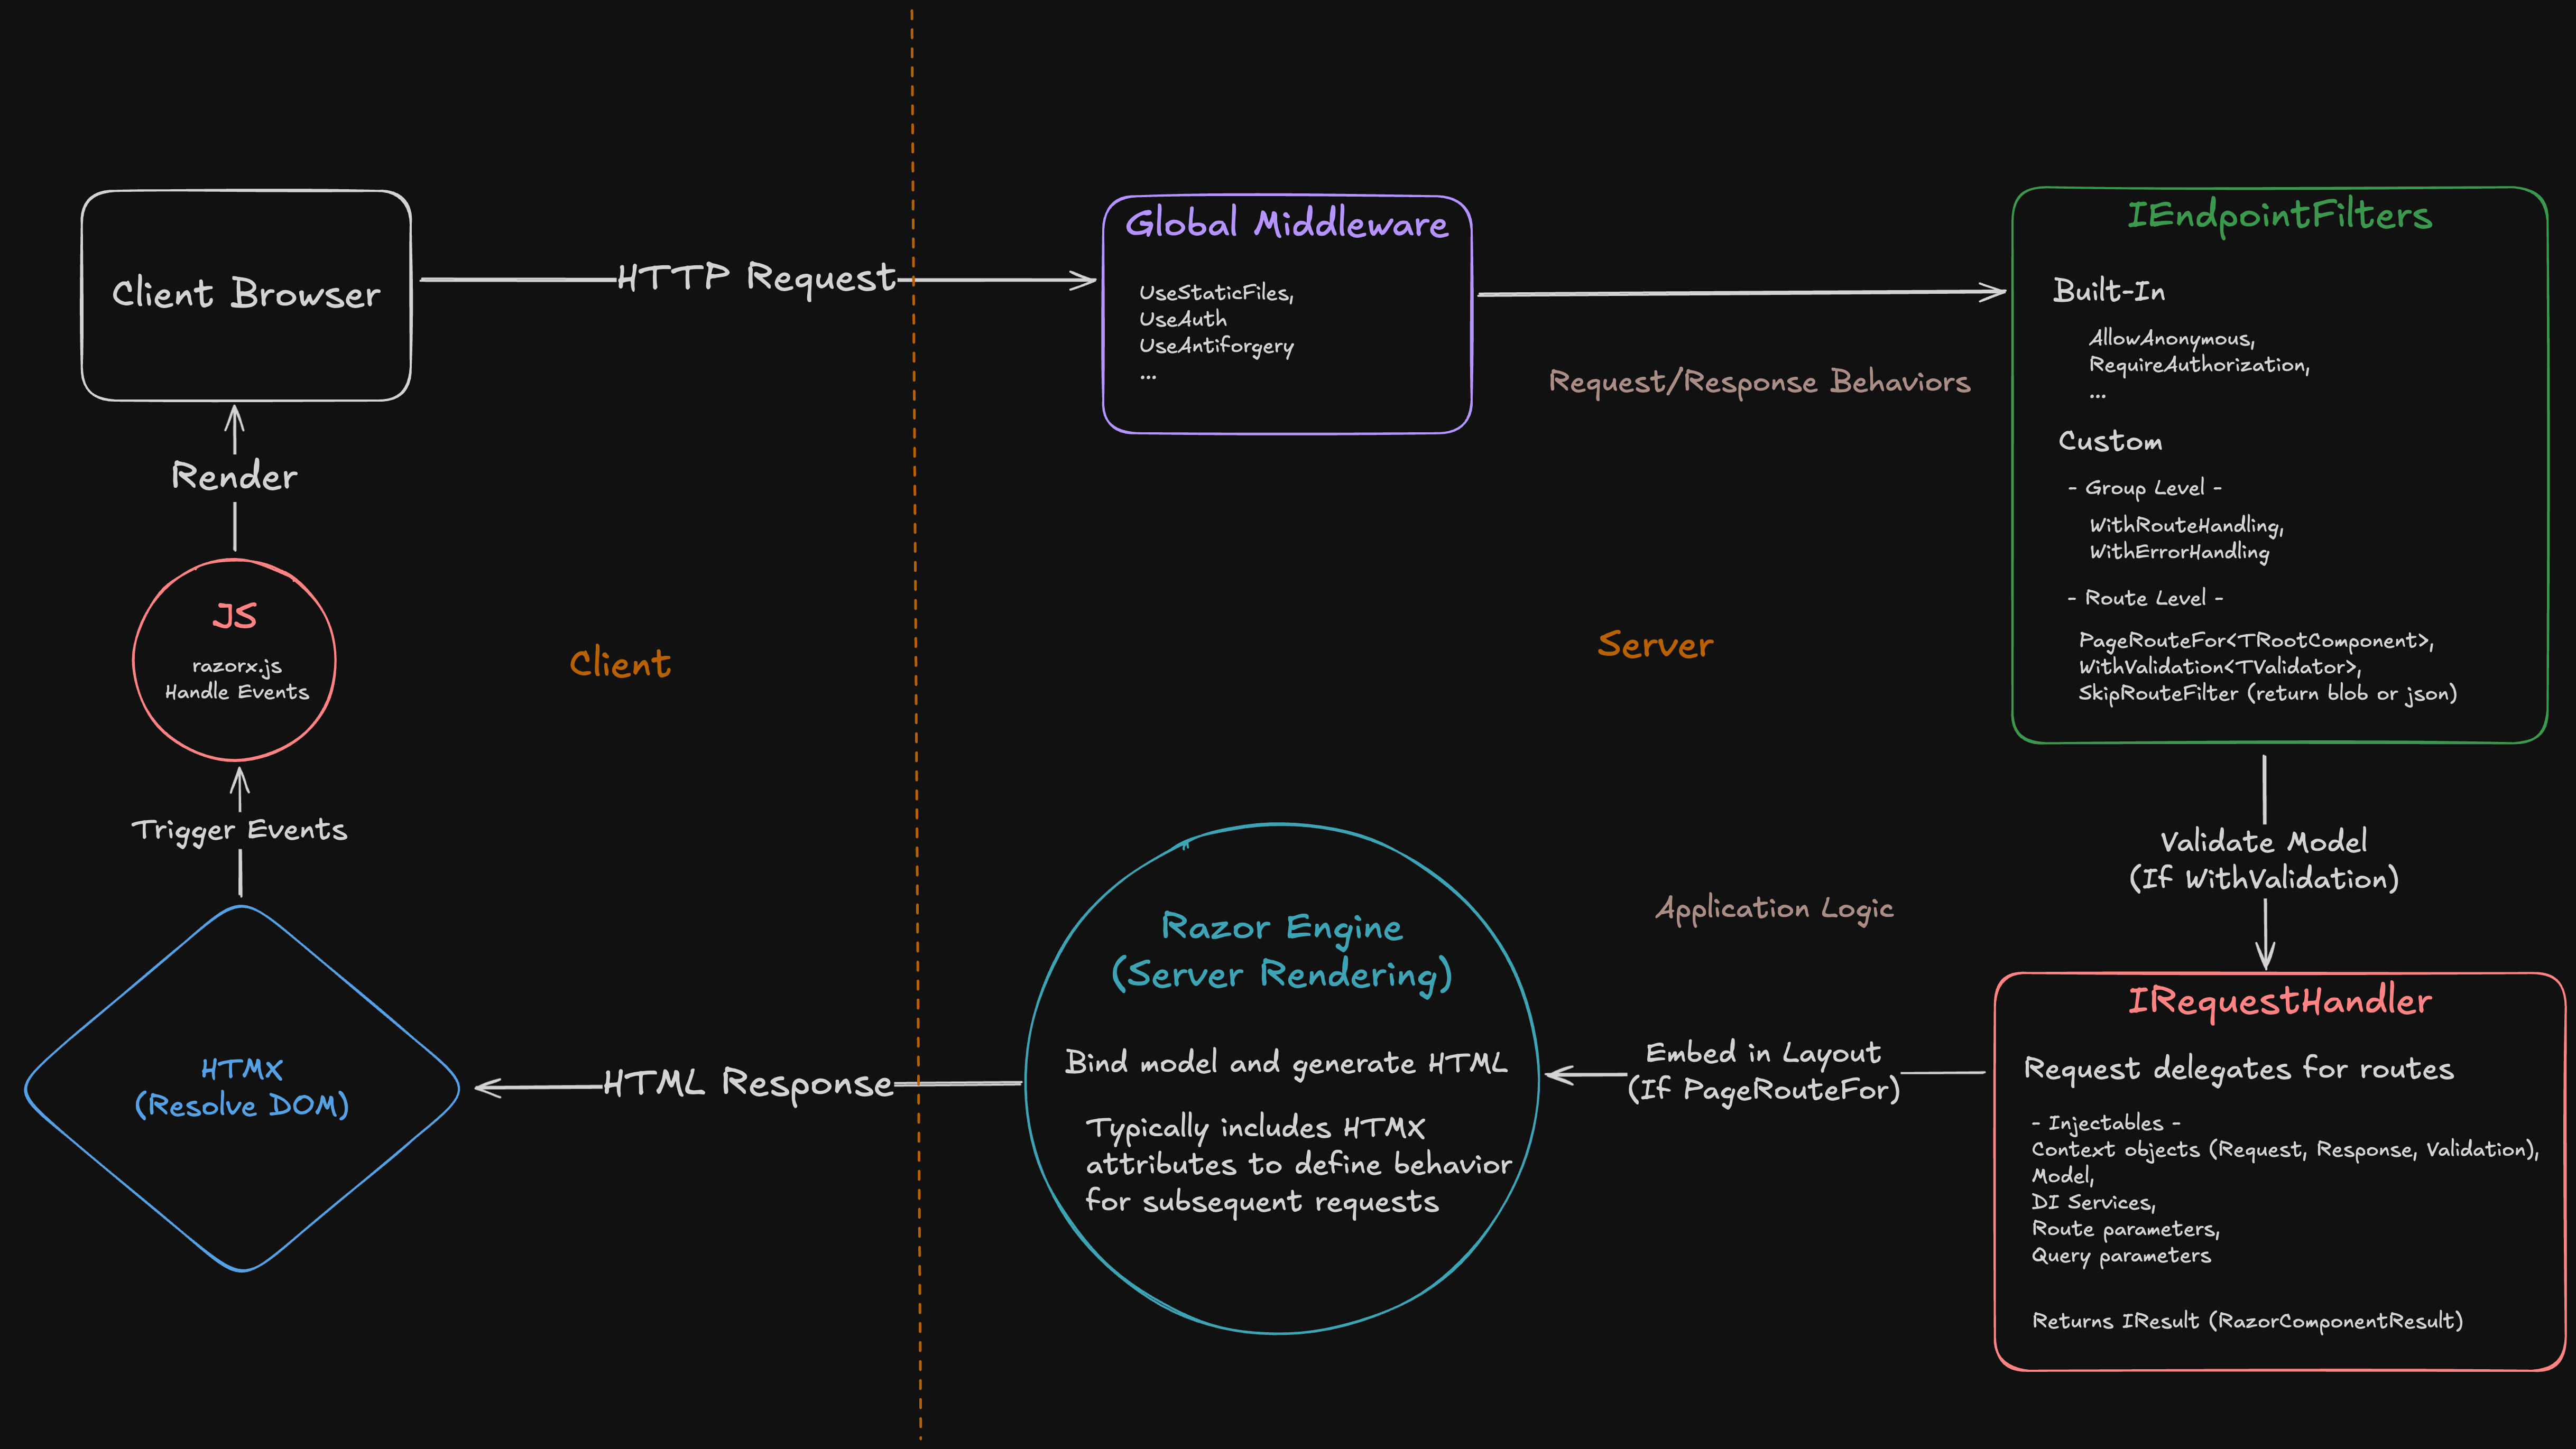 Client Browser
HTTP Request
Global Middleware
UseStaticFiles,
UseAuth
UseAntiforgery
...
Request/Response Behaviors
IEndpointFilters
Built-In
AllowAnonymous,
RequireAuthorization,
...
Custom
- Group Level -
WithRouteHandling,
WithErrorHandling
- Route Level -
PageRouteFor<TRootComponent>,
WithValidation<TValidator>,
SkipRouteFilter (return blob or json)
Render
JS
razorx.js
Handle Events
Client
Server
Trigger Events
Validate Model
(If WithValidation)
Application Logic
IRequestHandler
Request delegates for routes
- Injectables -
Context objects (Request, Response, Validation),
Model,
DI Services,
Route parameters,
Query parameters
Returns IResult (RazorComponentResult)
Embed in Layout
(If PageRouteFor)
Razor Engine
(Server Rendering)
Bind model and generate HTML
Typically includes HTMX
attributes to define behavior
for subsequent requests
HTML Response
HTMX
(Resolve DOM)